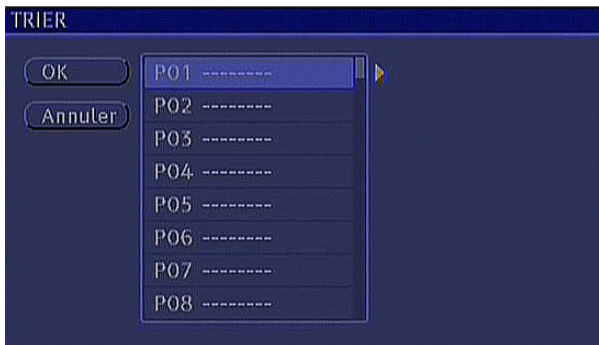 TRIER
OK
Annuler
P01 --------
P02 --------
P03 --------
P04 --------
P05 --------
P06 --------
P07 --------
P08 --------